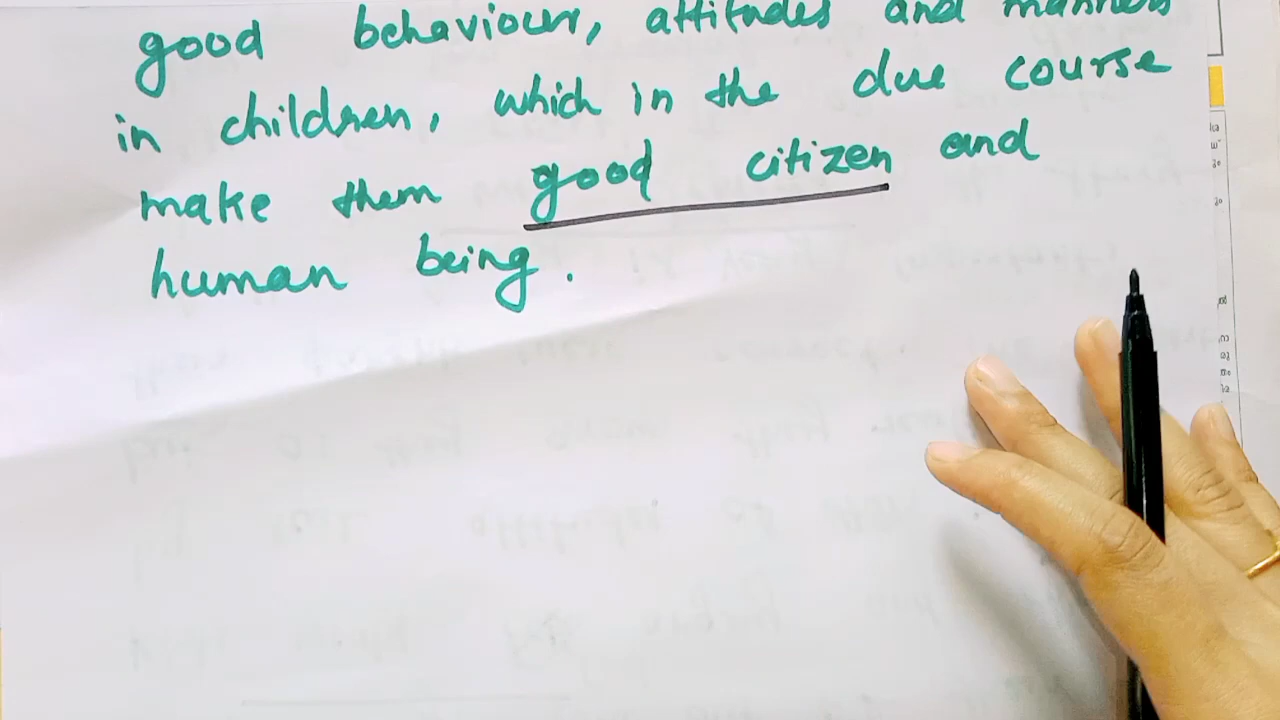 good behaviour, attitudes and manners
in children, which in the due course
make them good citizen and
human being.